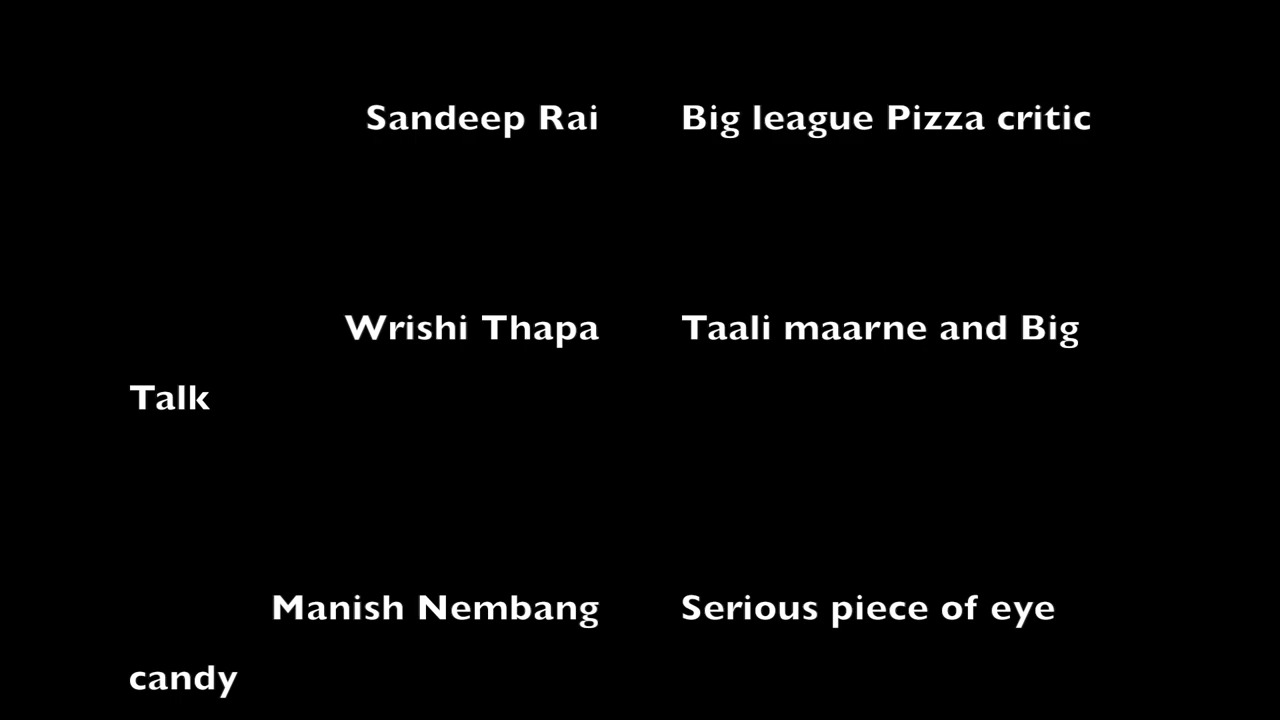 Sandeep Rai Big league Pizza critic
Wrishi Thapa Taali maarne and Big
Talk
Manish Nembang Serious piece of eye
candy